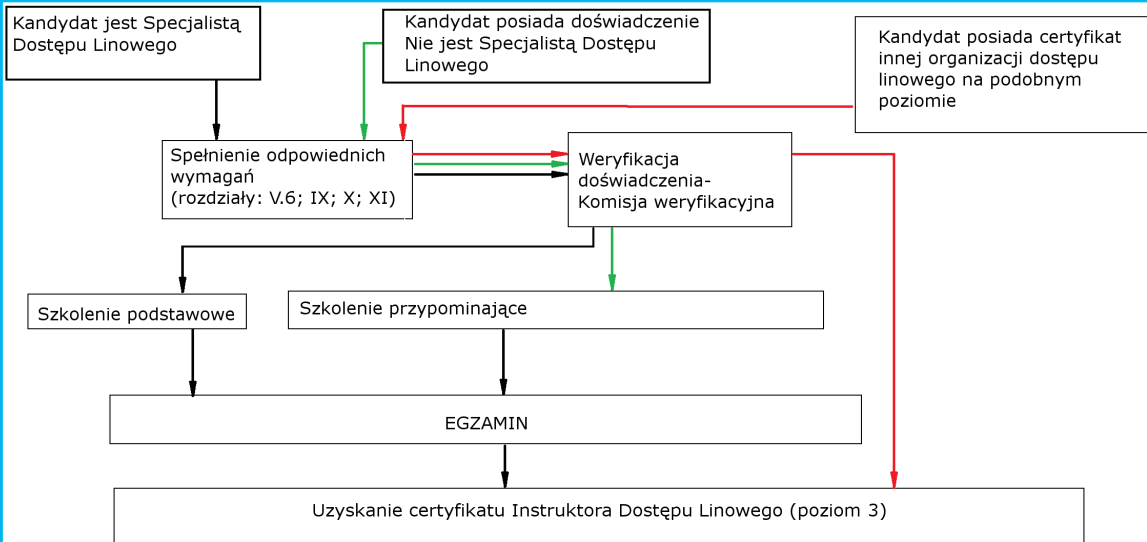 Kandydat jest Specjalistą
Dostępu Linowego
Kandydat posiada doświadczenie
Nie jest Specjalistą Dostępu
Linowego
Kandydat posiada certyfikat
innej organizacji dostępu
linowego na podobnym
poziomie
Spełnienie odpowiednich
wymagań
(rozdziały: V.6; IX; X; XI)
Weryfikacja
doświadczenia-
Komisja weryfikacyjna
Szkolenie podstawowe
Szkolenie przypominające
EGZAMIN
Uzyskanie certyfikatu Instruktora Dostępu Linowego (poziom 3)